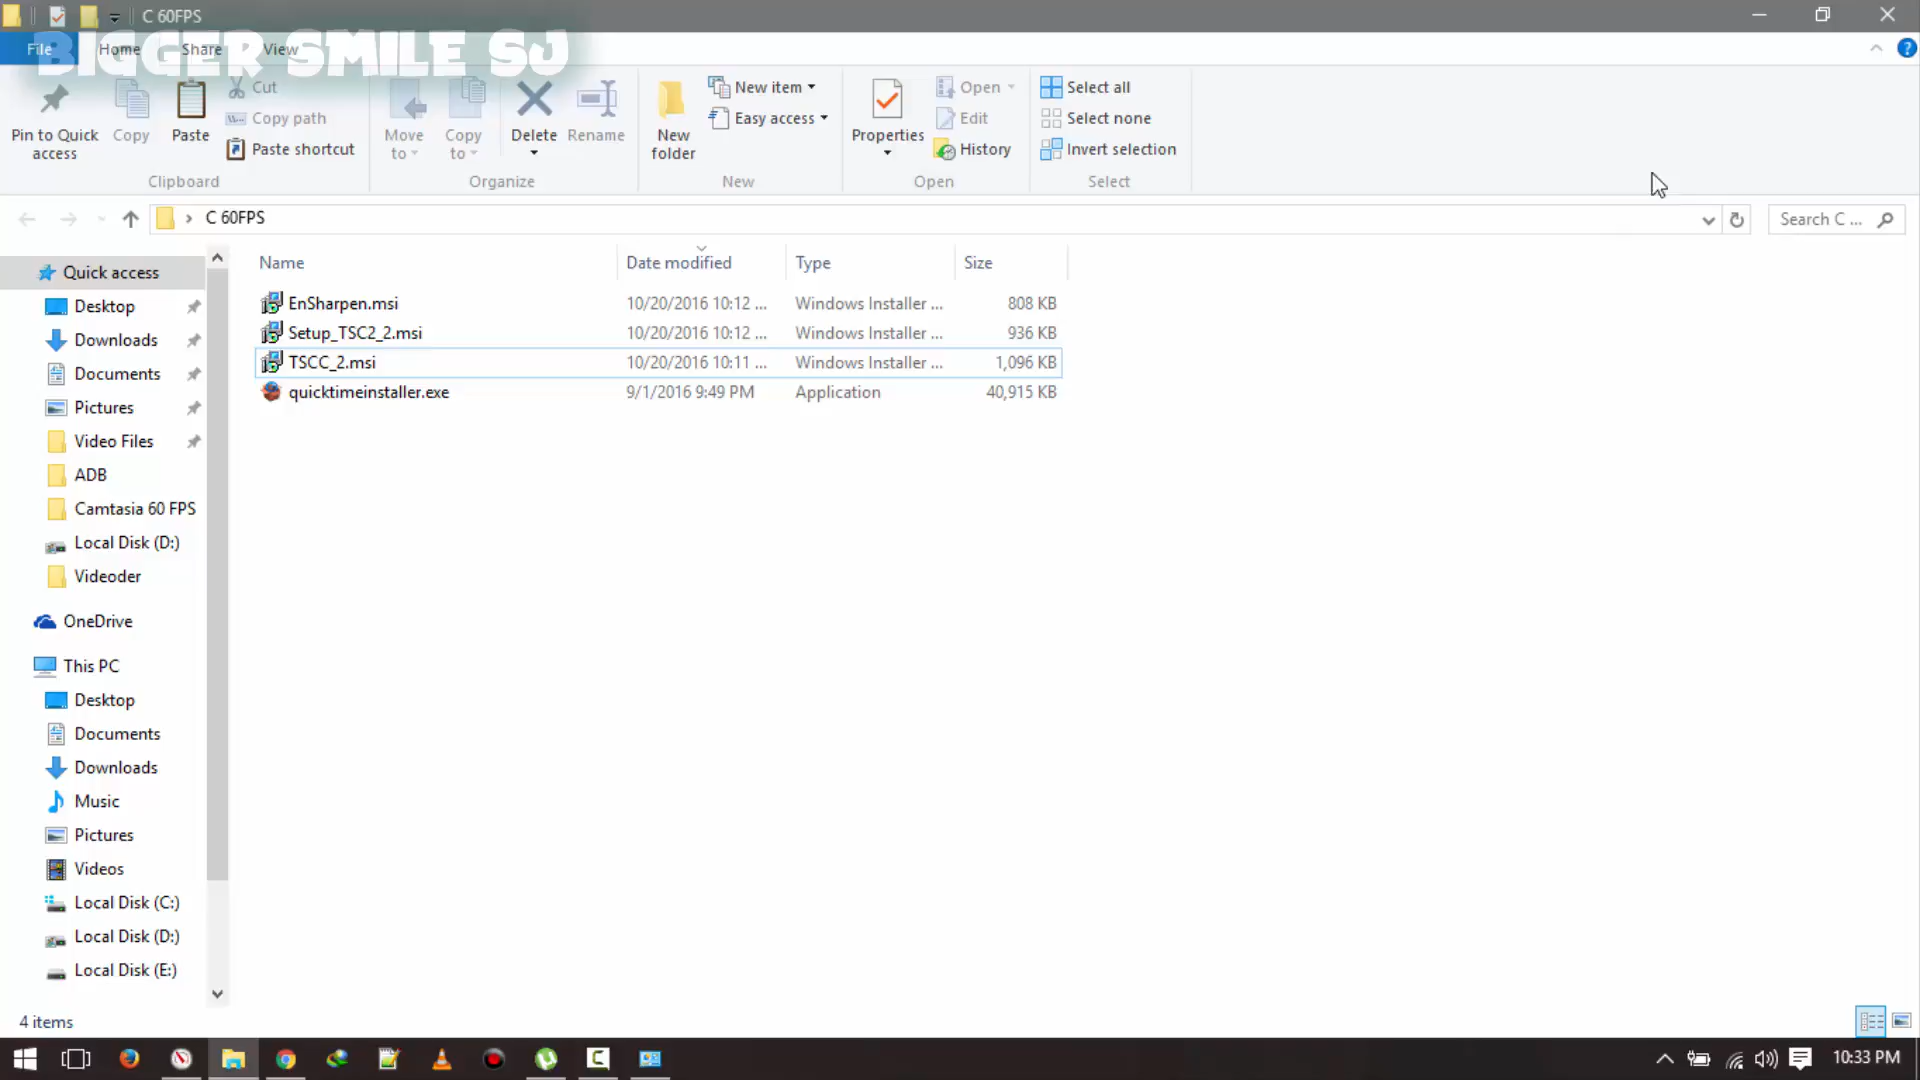 C 60FPS
BIGGER SMILE SJ
File Home Share View
Pin to Quick access
Copy
Paste
Cut
Copy path
Paste shortcut
Clipboard
Move to
Copy to
Delete
Rename
Organize
New folder
New item
Easy access
New
Properties
Open
Edit
History
Open
Select all
Select none
Invert selection
Select
C 60FPS
Search C ...
Name Date modified Type Size
EnSharpen.msi 10/20/2016 10:12 ... Windows Installer ... 808 KB
Setup_TSC2_2.msi 10/20/2016 10:12 ... Windows Installer ... 936 KB
TSCC_2.msi 10/20/2016 10:11 ... Windows Installer ... 1,096 KB
quicktimeinstaller.exe 9/1/2016 9:49 PM Application 40,915 KB
Quick access
Desktop
Downloads
Documents
Pictures
Video Files
ADB
Camtasia 60 FPS
Local Disk (D:)
Videoder
OneDrive
This PC
Desktop
Documents
Downloads
Music
Pictures
Videos
Local Disk (C:)
Local Disk (D:)
Local Disk (E:)
4 items
10:33 PM